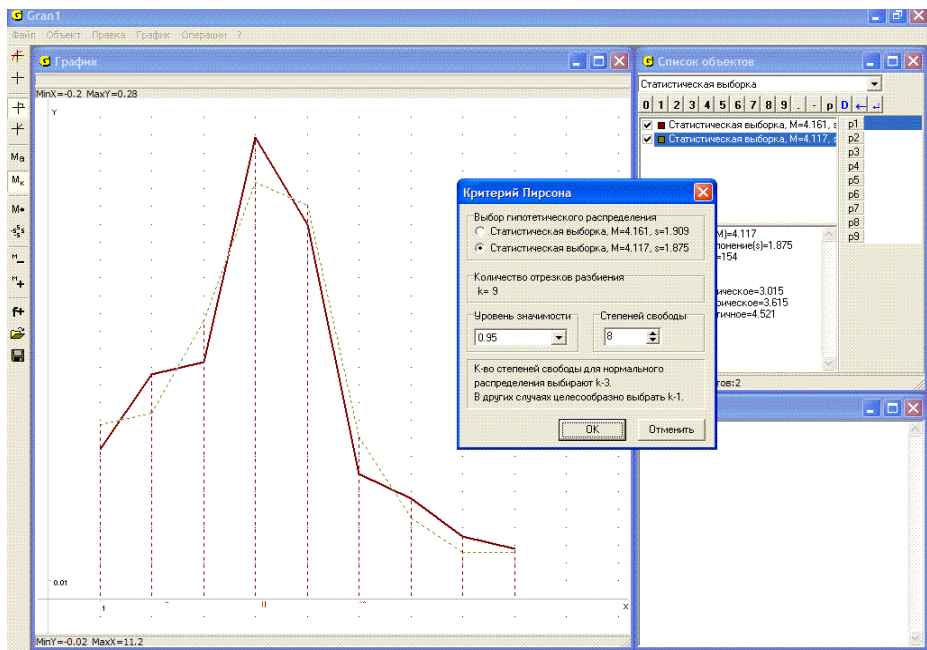 Gran1
Файл Объект Правка График Операции ?
График
MinX=-0.2 MaxY=0.28
Y
0.01
1
X
MinY=-0.02 MaxX=11.2
Ma
Mк
M•
M
M
f+
Список объектов
Статистическая выборка
0 1 2 3 4 5 6 7 8 9 . - p D ← ↵
Статистическая выборка, M=4.161, s
Статистическая выборка, M=4.117, s
p1
p2
p3
p4
p5
p6
p7
p8
p9
M)=4.117
лонение(s)=1.875
=154
ическое=3.015
рическое=3.615
тичное=4.521
тов:2
Критерий Пирсона
Выбор гипотетического распределения
Статистическая выборка, M=4.161, s=1.909
Статистическая выборка, M=4.117, s=1.875
Количество отрезков разбиения
k= 9
Уровень значимости
0.95
Степеней свободы
8
К-во степеней свободы для нормального
распределения выбирают k-3.
В других случаях целесообразно выбрать k-1.
OK
Отменить